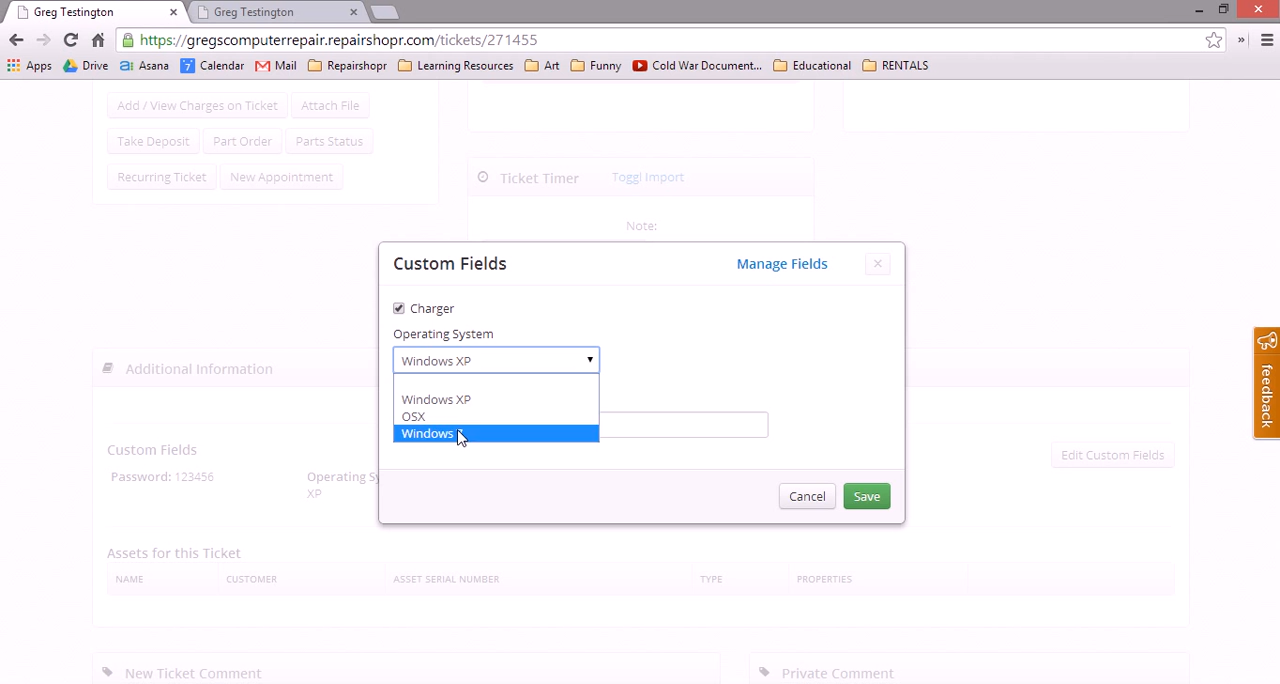 Greg Testington
Greg Testington
https://gregscomputerrepair.repairshopr.com/tickets/271455
Apps Drive Asana 7 Calendar Mail Repairshopr Learning Resources Art Funny Cold War Document... Educational RENTALS
Add / View Charges on Ticket Attach File
Take Deposit Part Order Parts Status
Recurring Ticket New Appointment
Ticket Timer Toggl Import
Note:
Custom Fields Manage Fields
Charger
Operating System
Windows XP
Windows XP
OSX
Windows
Cancel Save
Additional Information
Custom Fields
Edit Custom Fields
Password: 123456
Operating Sy
XP
Assets for this Ticket
NAME CUSTOMER ASSET SERIAL NUMBER TYPE PROPERTIES
New Ticket Comment
Private Comment
feedback